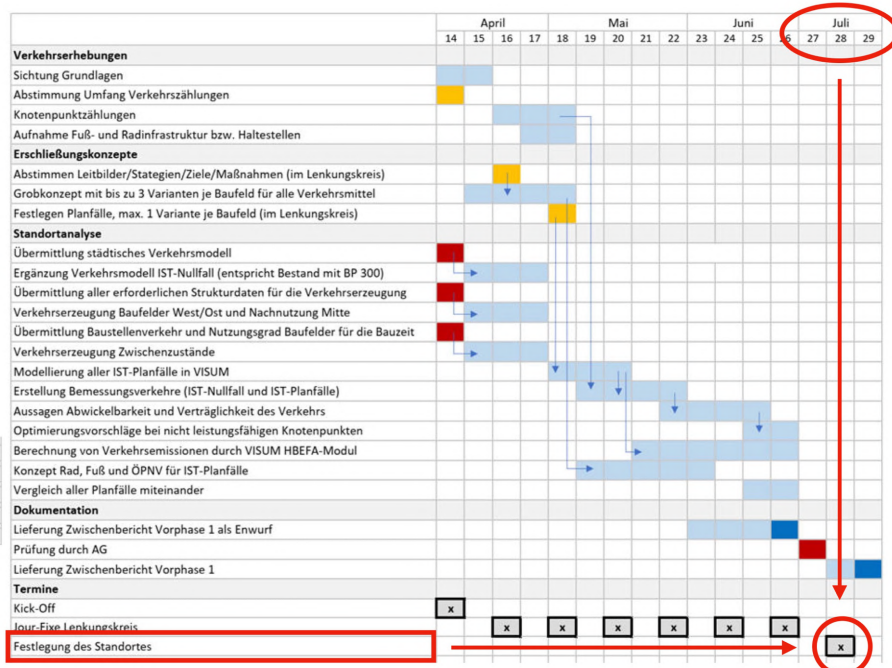 April Mai Juni Juli
14 15 16 17 18 19 20 21 22 23 24 25 26 27 28 29
Verkehrserhebungen
Sichtung Grundlagen
Abstimmung Umfang Verkehrszählungen
Knotenpunktzählungen
Aufnahme Fuß- und Radinfrastruktur bzw. Haltestellen
Erschließungskonzepte
Abstimmen Leitbilder/Stategien/Ziele/Maßnahmen (im Lenkungskreis)
Grobkonzept mit bis zu 3 Varianten je Baufeld für alle Verkehrsmittel
Festlegen Planfälle, max. 1 Variante je Baufeld (im Lenkungskreis)
Standortanalyse
Übermittlung städtisches Verkehrsmodell
Ergänzung Verkehrsmodell IST-Nullfall (entspricht Bestand mit BP 300)
Übermittlung aller erforderlichen Strukturdaten für die Verkehrserzeugung
Verkehrserzeugung Baufelder West/Ost und Nachnutzung Mitte
Übermittlung Baustellenverkehr und Nutzungsgrad Baufelder für die Bauzeit
Verkehrserzeugung Zwischenzustände
Modellierung aller IST-Planfälle in VISUM
Erstellung Bemessungsverkehre (IST-Nullfall und IST-Planfälle)
Aussagen Abwickelbarkeit und Verträglichkeit des Verkehrs
Optimierungsvorschläge bei nicht leistungsfähigen Knotenpunkten
Berechnung von Verkehrsemissionen durch VISUM HBEFA-Modul
Konzept Rad, Fuß und ÖPNV für IST-Planfälle
Vergleich aller Planfälle miteinander
Dokumentation
Lieferung Zwischenbericht Vorphase 1 als Enwurf
Prüfung durch AG
Lieferung Zwischenbericht Vorphase 1
Termine
Kick-Off x
Jour-Fixe Lenkungskreis x x x x x x
Festlegung des Standortes x